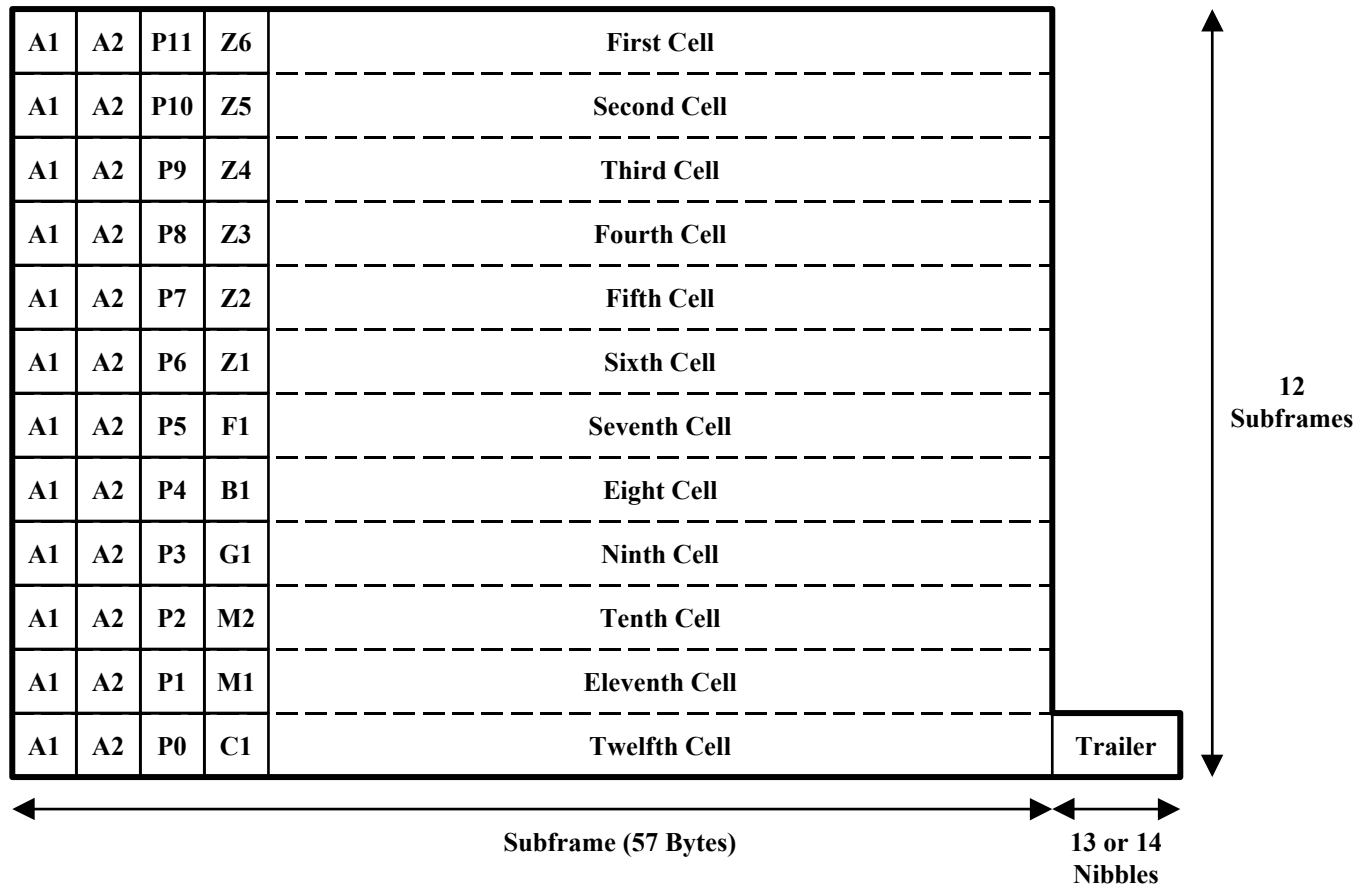 A1 A2 P11 Z6 First Cell
A1 A2 P10 Z5 Second Cell
A1 A2 P9 Z4 Third Cell
A1 A2 P8 Z3 Fourth Cell
A1 A2 P7 Z2 Fifth Cell
A1 A2 P6 Z1 Sixth Cell
A1 A2 P5 F1 Seventh Cell
A1 A2 P4 B1 Eight Cell
A1 A2 P3 G1 Ninth Cell
A1 A2 P2 M2 Tenth Cell
A1 A2 P1 M1 Eleventh Cell
A1 A2 P0 C1 Twelfth Cell Trailer
12
Subframes
Subframe (57 Bytes)
13 or 14
Nibbles